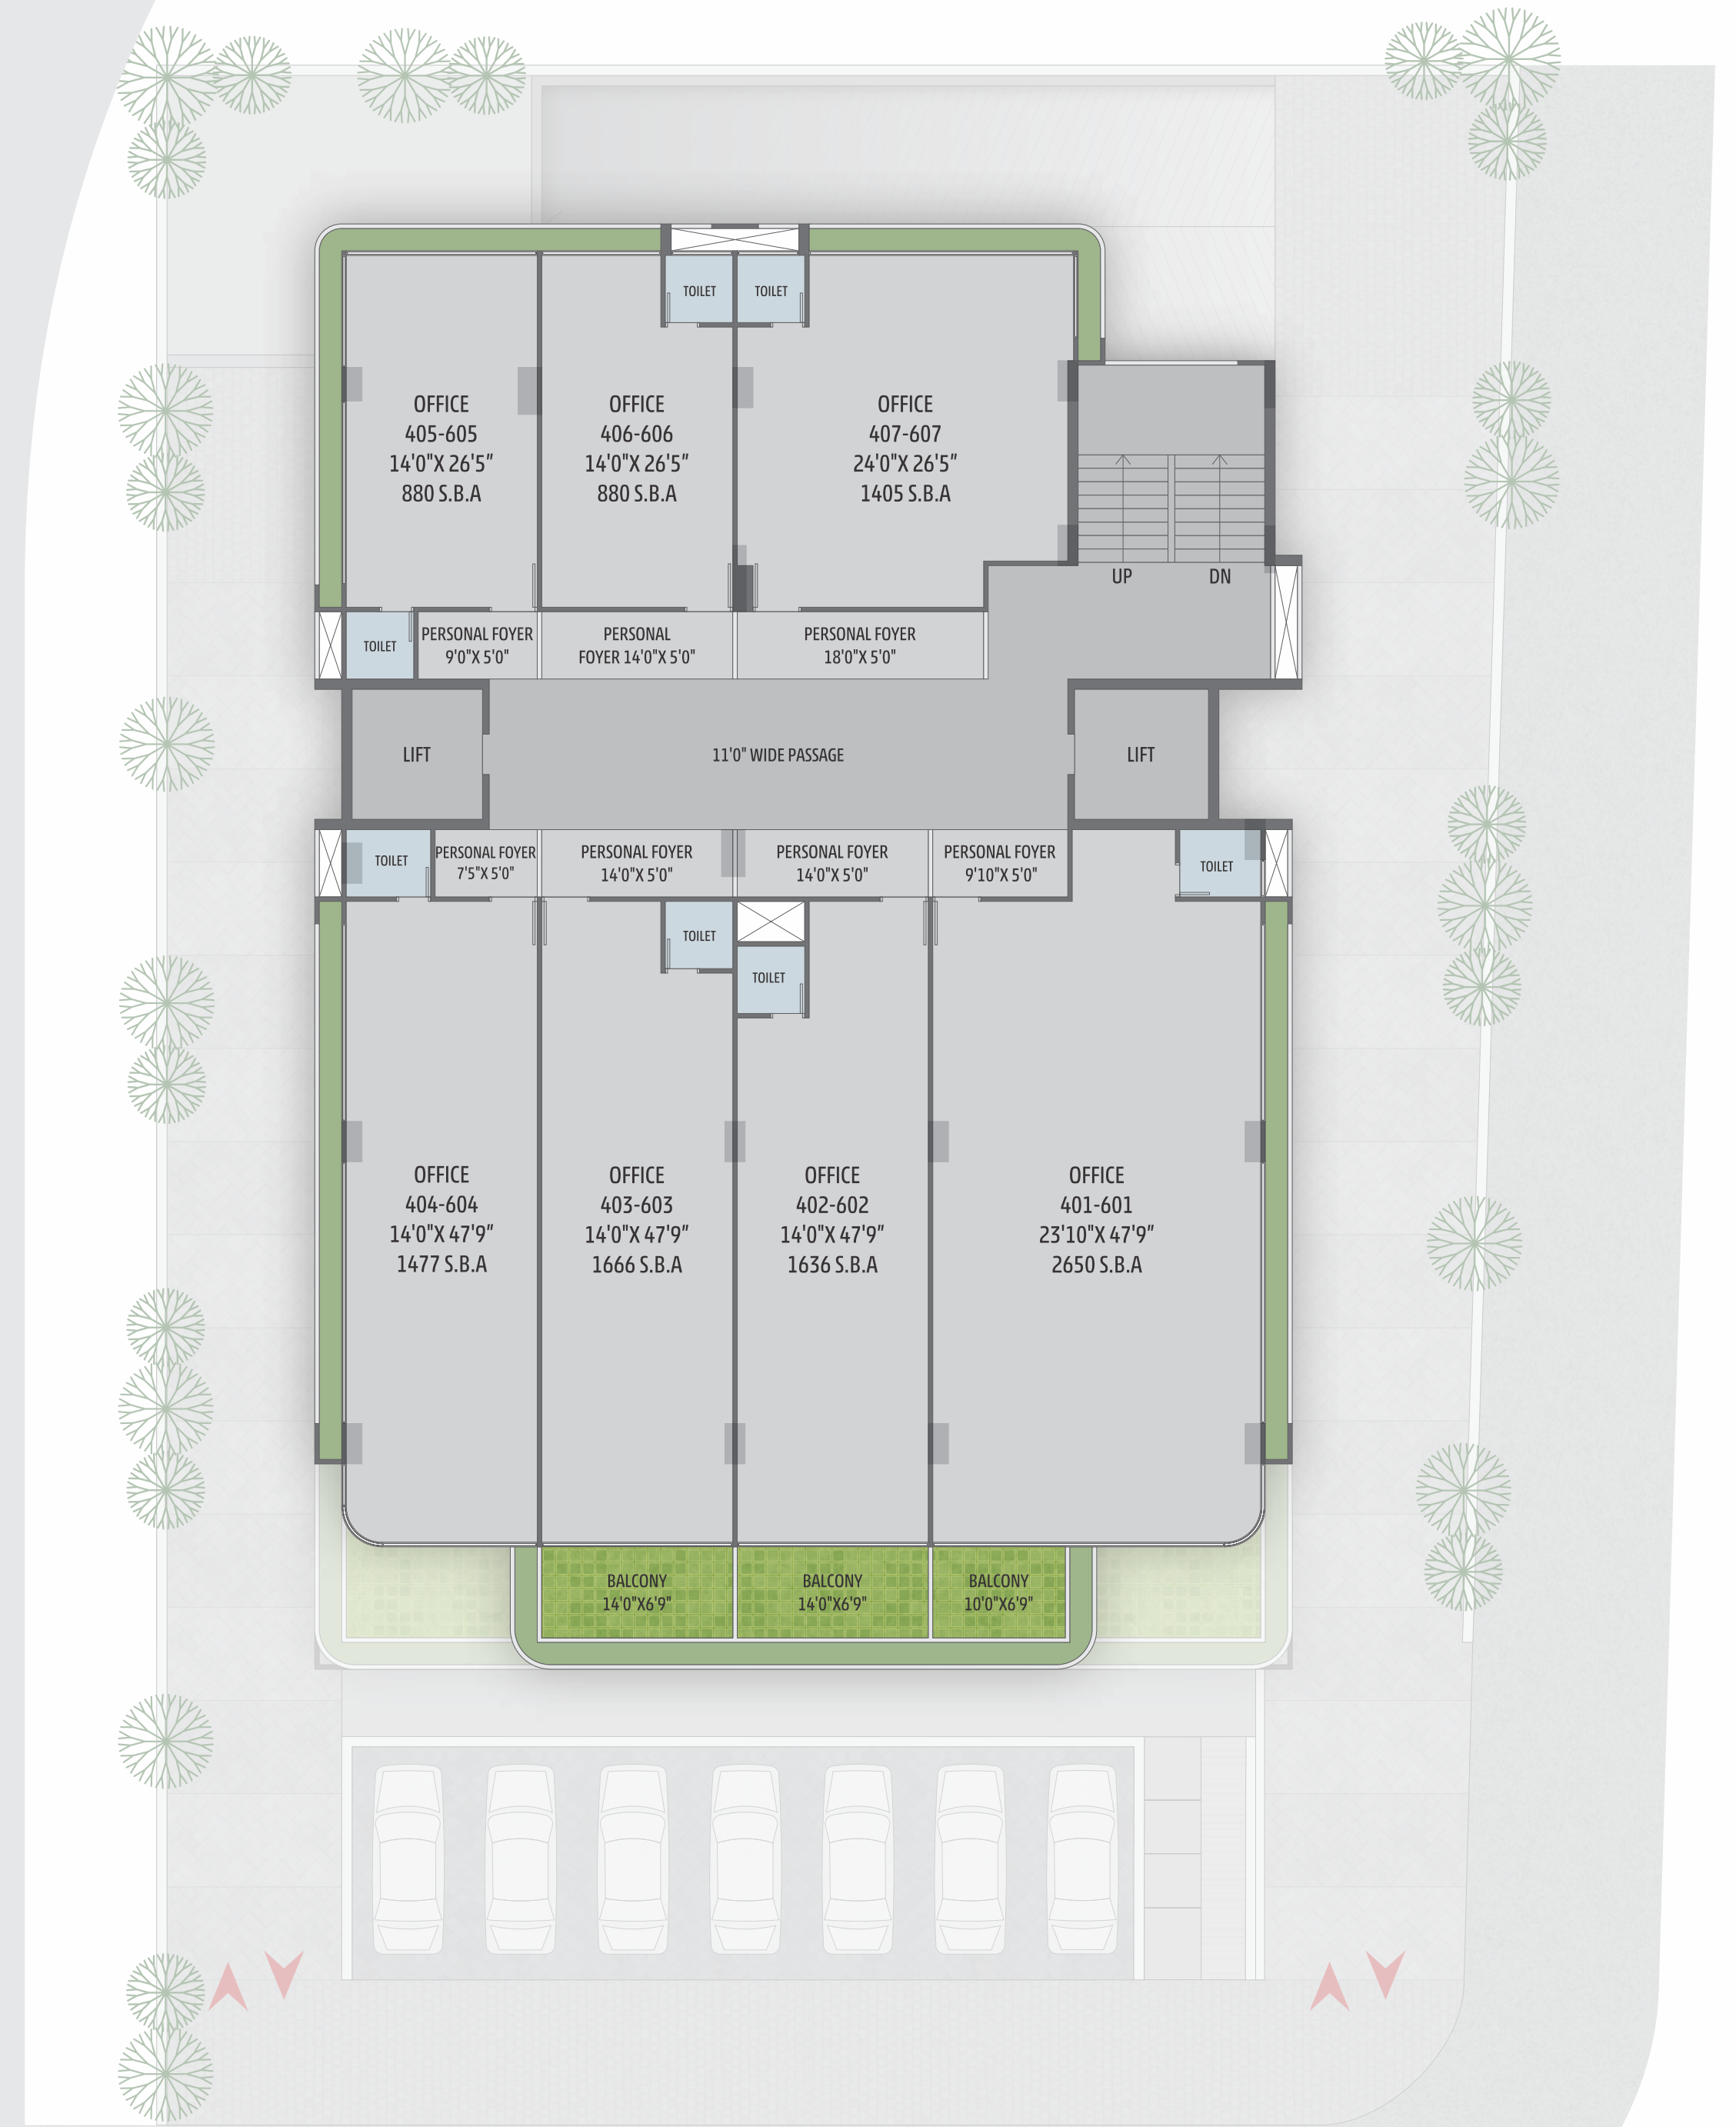 TOILET
TOILET
OFFICE
405-605
14'0"X 26'5"
880 S.B.A
OFFICE
406-606
14'0"X 26'5"
880 S.B.A
OFFICE
407-607
24'0"X 26'5"
1405 S.B.A
UP
DN
TOILET
PERSONAL FOYER
9'0"X 5'0"
PERSONAL
FOYER 14'0"X 5'0"
PERSONAL FOYER
18'0"X 5'0"
LIFT
11'0" WIDE PASSAGE
LIFT
TOILET
PERSONAL FOYER
7'5"X 5'0"
PERSONAL FOYER
14'0"X 5'0"
PERSONAL FOYER
14'0"X 5'0"
PERSONAL FOYER
9'10"X 5'0"
TOILET
TOILET
TOILET
OFFICE
404-604
14'0"X 47'9"
1477 S.B.A
OFFICE
403-603
14'0"X 47'9"
1666 S.B.A
OFFICE
402-602
14'0"X 47'9"
1636 S.B.A
OFFICE
401-601
23'10"X 47'9"
2650 S.B.A
BALCONY
14'0"X6'9"
BALCONY
14'0"X6'9"
BALCONY
10'0"X6'9"